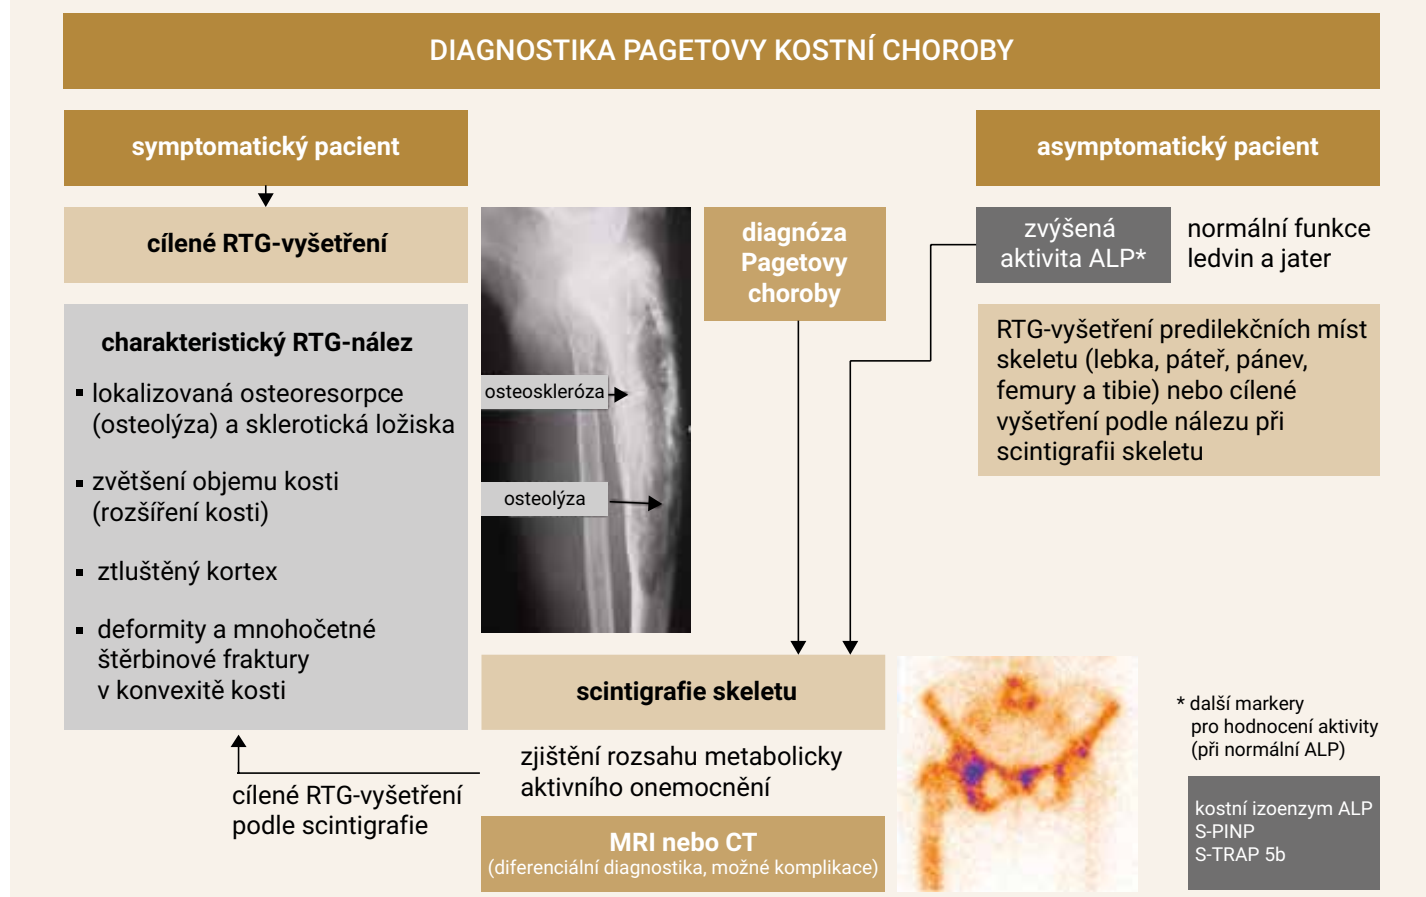 DIAGNOSTIKA PAGETOVY KOSTNÍ CHOROBY
symptomatický pacient
cílené RTG-vyšetření
charakteristický RTG-nález
▪ lokalizovaná osteoresorpce
(osteolýza) a sklerotická ložiska
▪ zvětšení objemu kosti
(rozšíření kosti)
▪ ztluštěný kortex
▪ deformity a mnohočetné
štěrbinové fraktury
v konvexitě kosti
cílené RTG-vyšetření
podle scintigrafie
osteoskleróza
osteolýza
diagnóza
Pagetovy
choroby
scintigrafie skeletu
zjištění rozsahu metabolicky
aktivního onemocnění
MRI nebo CT
(diferenciální diagnostika, možné komplikace)
asymptomatický pacient
zvýšená
aktivita ALP*
normální funkce
ledvin a jater
RTG-vyšetření predilekčních míst
skeletu (lebka, páteř, pánev,
femury a tibie) nebo cílené
vyšetření podle nálezu při
scintigrafii skeletu
* další markery
pro hodnocení aktivity
(při normální ALP)
kostní izoenzym ALP
S-PINP
S-TRAP 5b